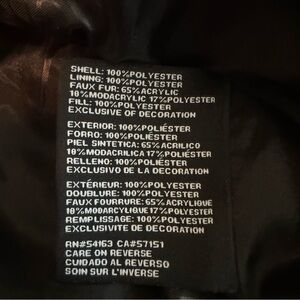 SHELL: 100%POLYESTER
LINING: 100%POLYESTER
FAUX FUR: 65%ACRYLIC
18%MODACRYLIC 17%POLYESTER
FILL: 100%POLYESTER
EXCLUSIVE OF DECORATION
EXTERIOR: 100%POLIÉSTER
FORRO: 100%POLIÉSTER
PIEL SINTETICA: 65%ACRILICO
18%MODACRILICA 17%POLIÉSTER
RELLENO: 100%POLIÉSTER
EXCLUSIVO DE LA DECORATION
EXTÉRIEUR: 100%POLYESTER
DOUBLURE: 100%POLYESTER
FAUX FOURRURE: 65%ACRYLIQUE
18%MODACRYLIQUE 17%POLYESTER
REMPLISSAGE: 100%POLYESTER
EXCLUSIVITE DE DECORATION
RN#54163 CA#57151
CARE ON REVERSE
CUIDADO AL REVERSO
SOIN SUR L'INVERSE